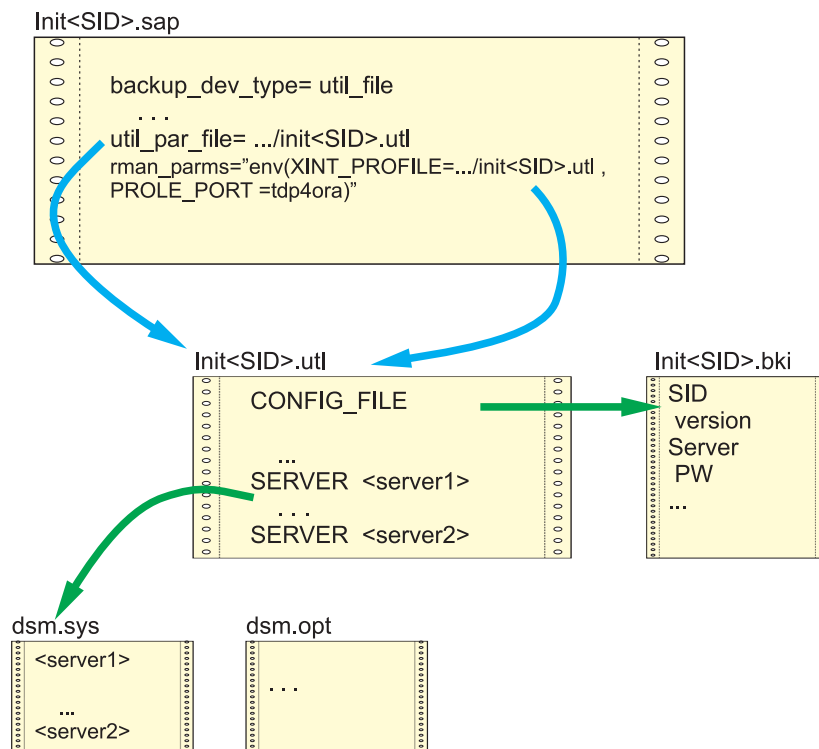 Init<SID>.sap
backup_dev_type= util_file
. . .
util_par_file= .../init<SID>.utl
rman_parms=”env(XINT_PROFILE=.../init<SID>.utl ,
PROLE_PORT =tdp4ora)”
Init<SID>.utl
CONFIG_FILE
...
SERVER <server1>
. . .
SERVER <server2>
Init<SID>.bki
SID
version
Server
PW
...
dsm.sys
<server1>
...
<server2>
dsm.opt
. . .